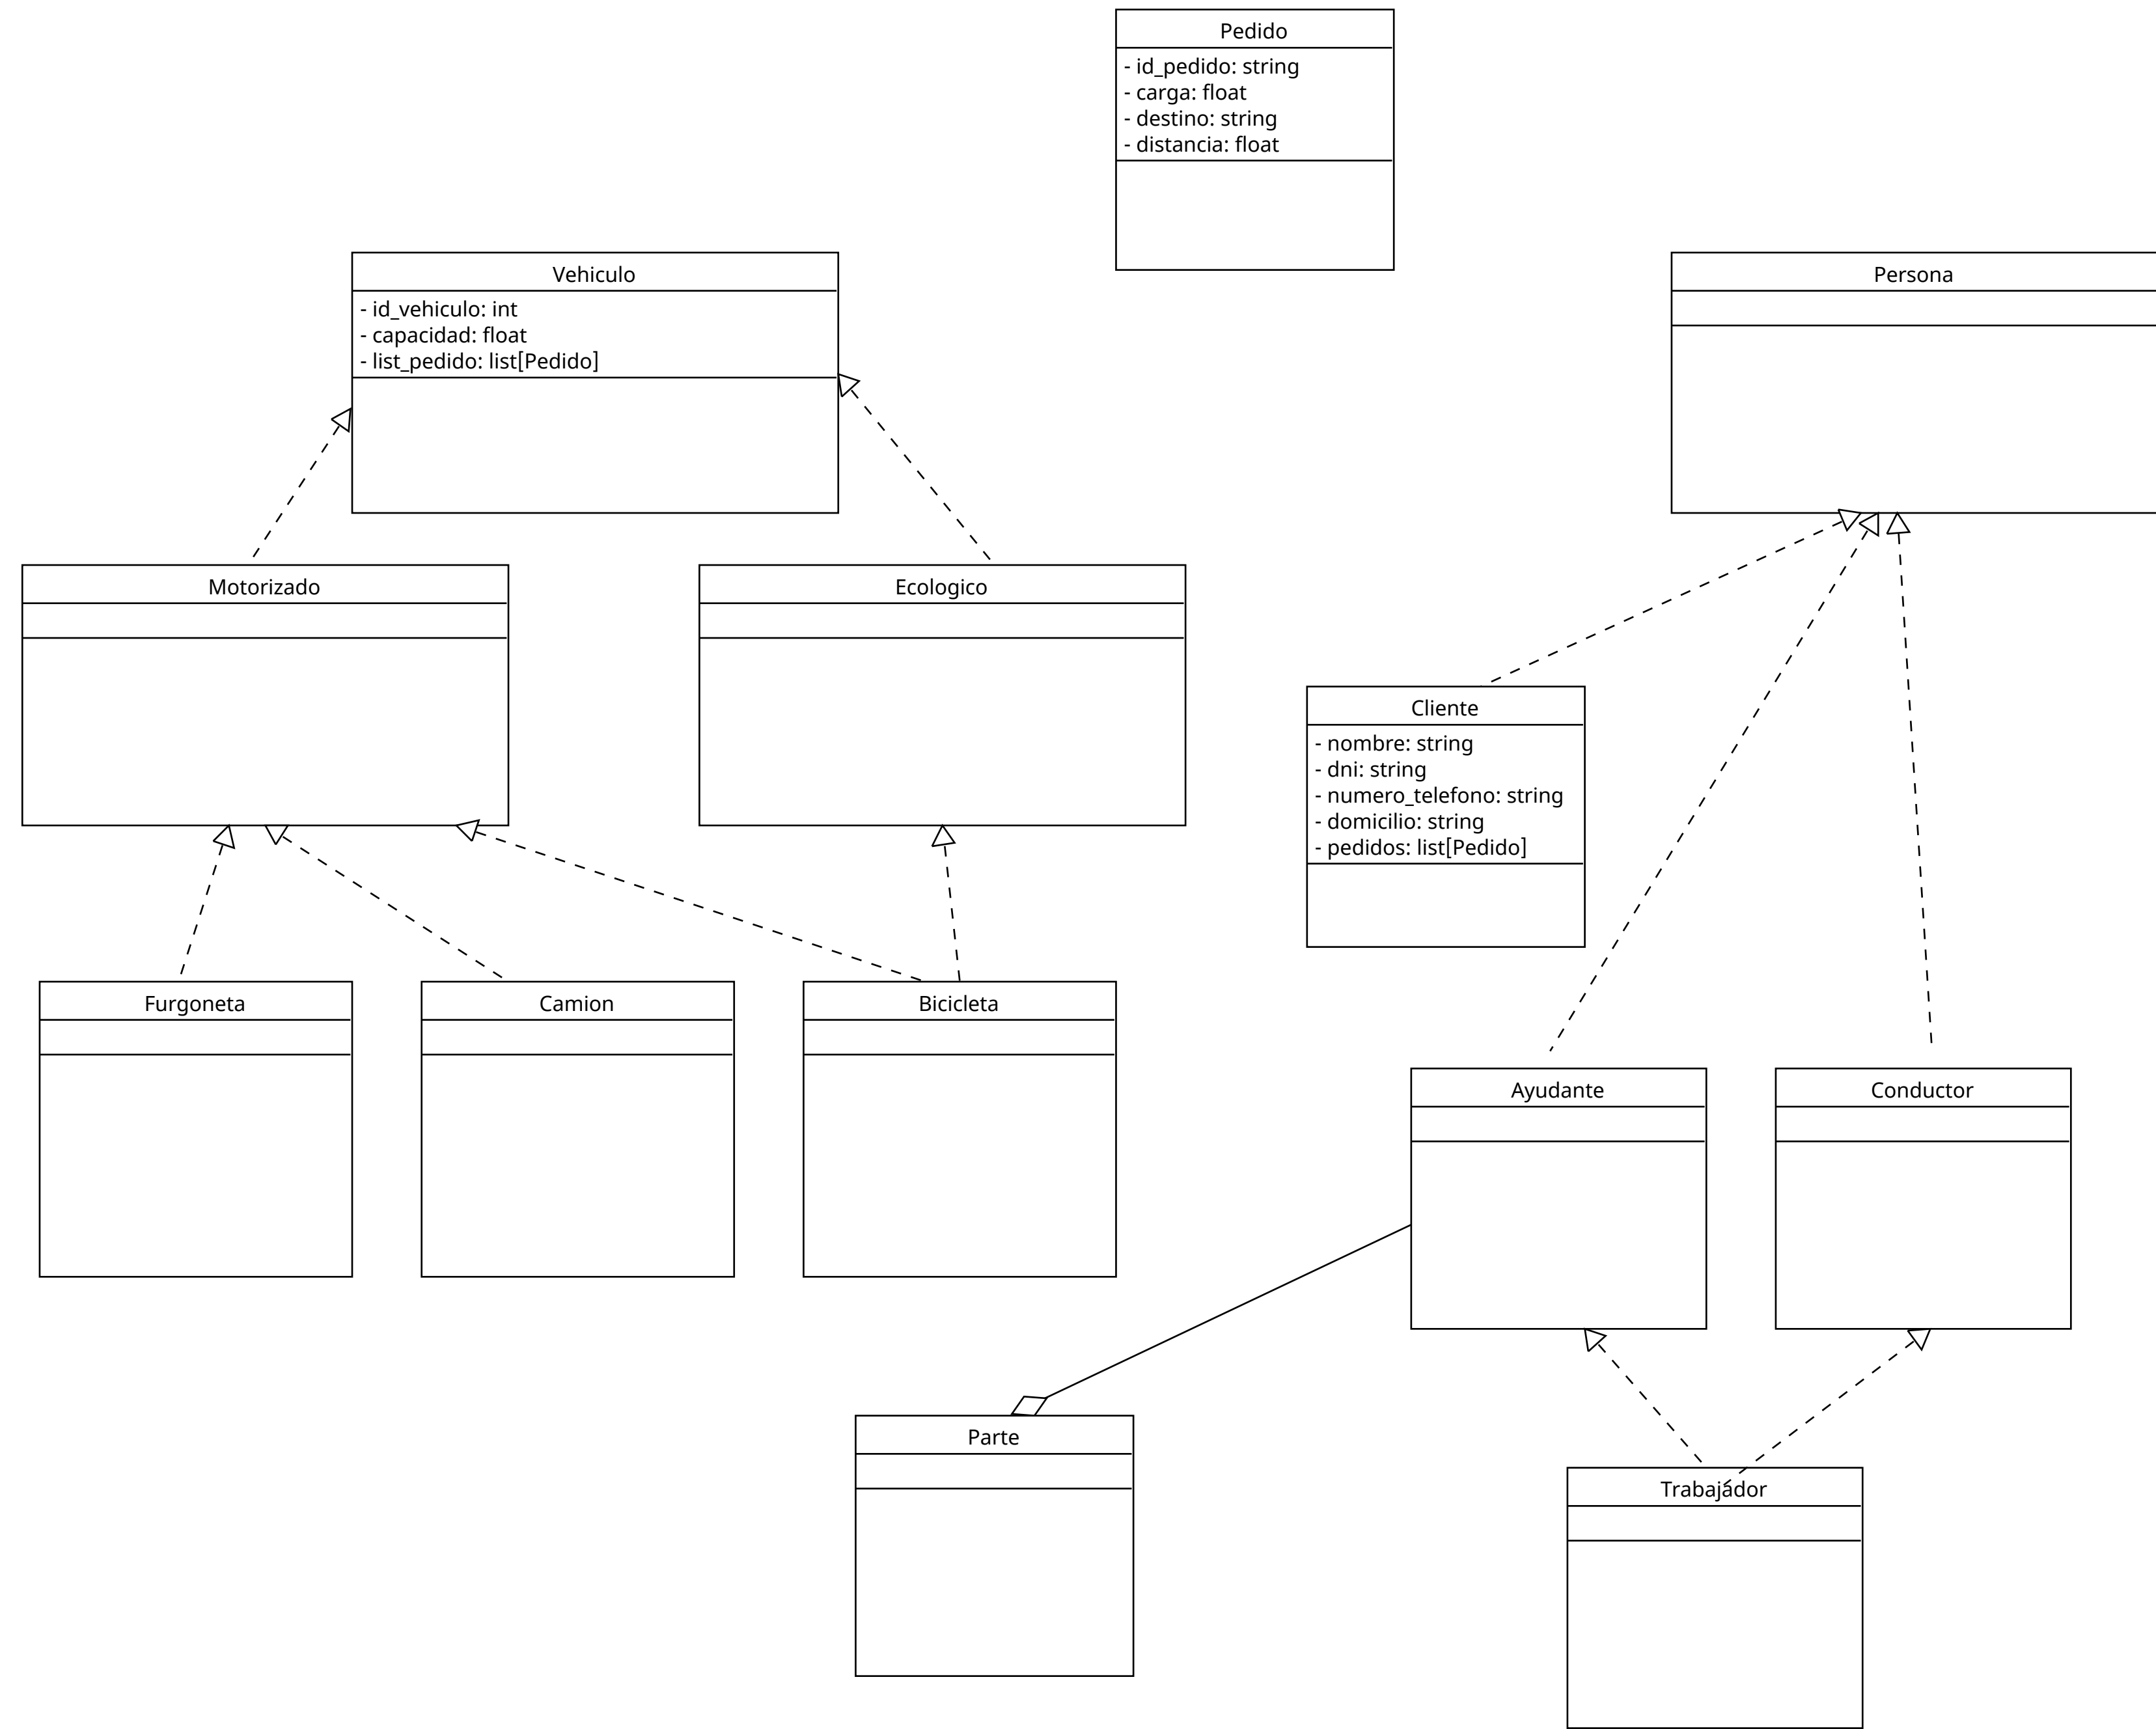 Pedido
- id_pedido: string
- carga: float
- destino: string
- distancia: float
Vehiculo
- id_vehiculo: int
- capacidad: float
- list_pedido: list[Pedido]
Persona
Motorizado
Ecologico
Cliente
- nombre: string
- dni: string
- numero_telefono: string
- domicilio: string
- pedidos: list[Pedido]
Furgoneta
Camion
Bicicleta
Ayudante
Conductor
Parte
Trabajador